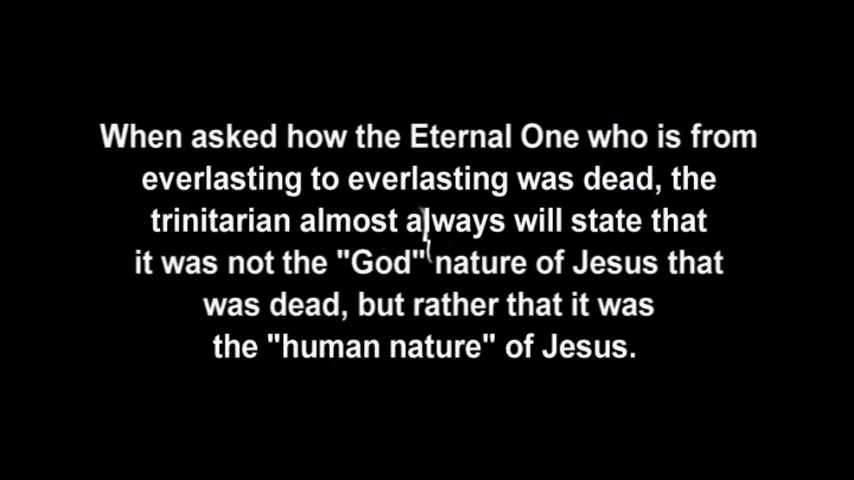 When asked how the Eternal One who is from
everlasting to everlasting was dead, the
trinitarian almost always will state that
it was not the "God" nature of Jesus that
was dead, but rather that it was
the "human nature" of Jesus.